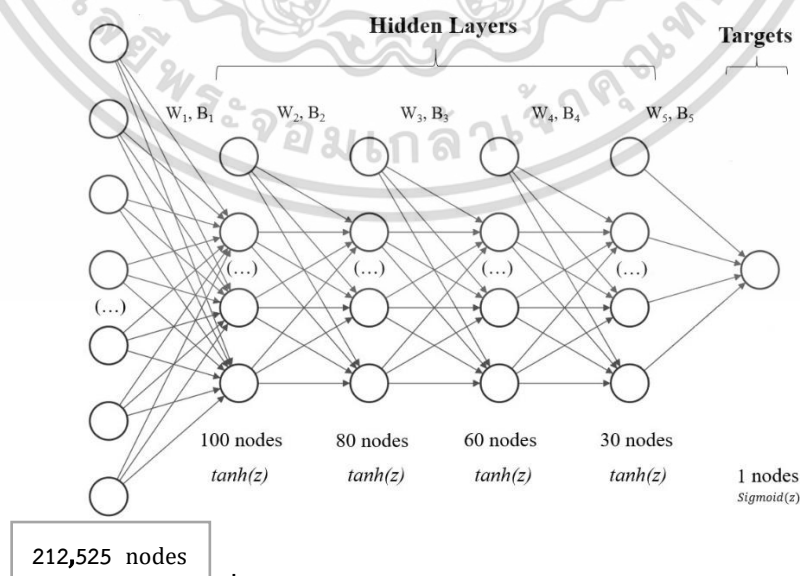 Hidden Layers
Targets
W₁, B₁ W₂, B₂ W₃, B₃ W₄, B₄ W₅, B₅
(...) (...) (...) (...)
(...)
100 nodes 80 nodes 60 nodes 30 nodes
tanh(z) tanh(z) tanh(z) tanh(z)
1 nodes
Sigmoid(z)
212,525 nodes